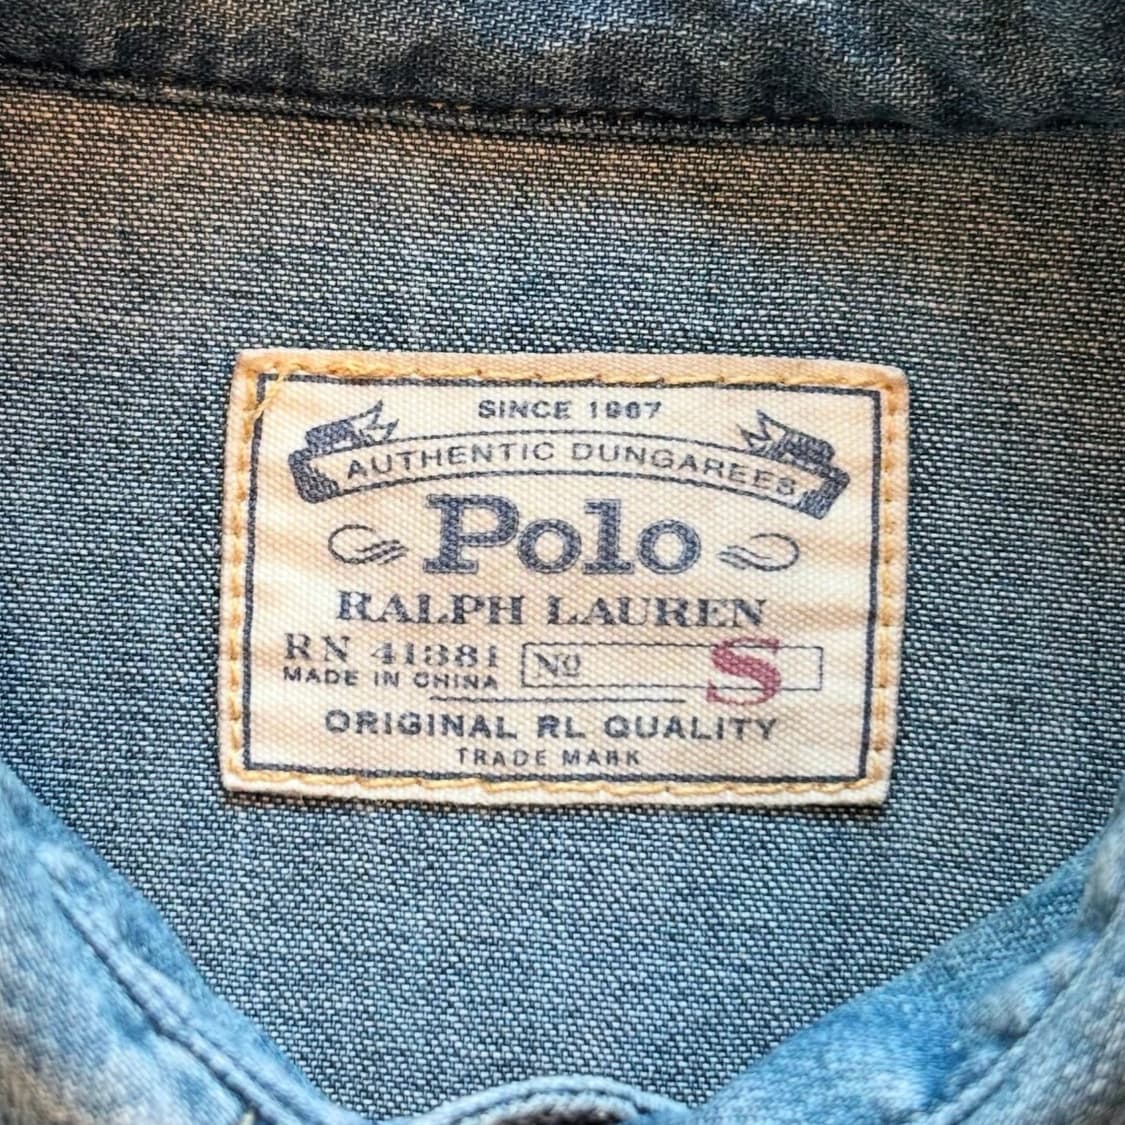 SINCE 1967
AUTHENTIC DUNGAREES
Polo
RALPH LAUREN
RN 41381
Nº S
MADE IN CHINA
ORIGINAL RL QUALITY
TRADE MARK